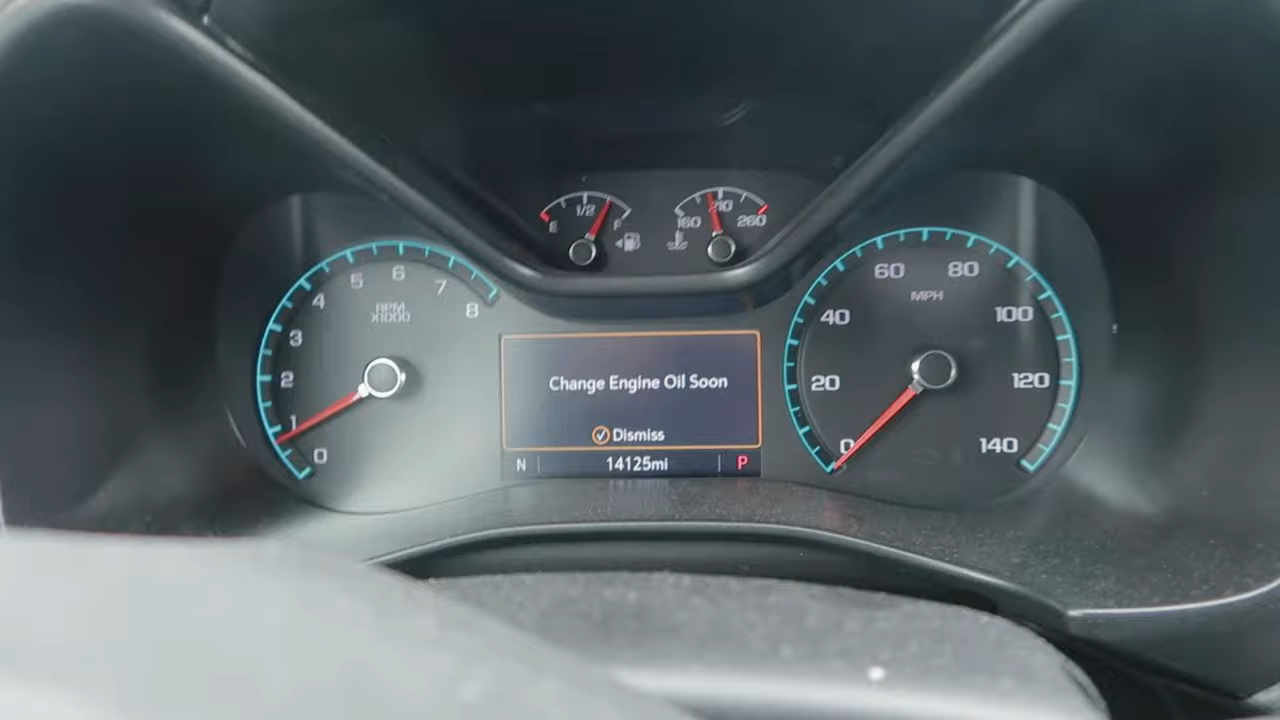 1/2
E F
210
160 260
6
5 7
4 8
3
2
1
0
RPM
X1000
Change Engine Oil Soon
Dismiss
N 14125mi P
60 80
MPH
40 100
20 120
0 140